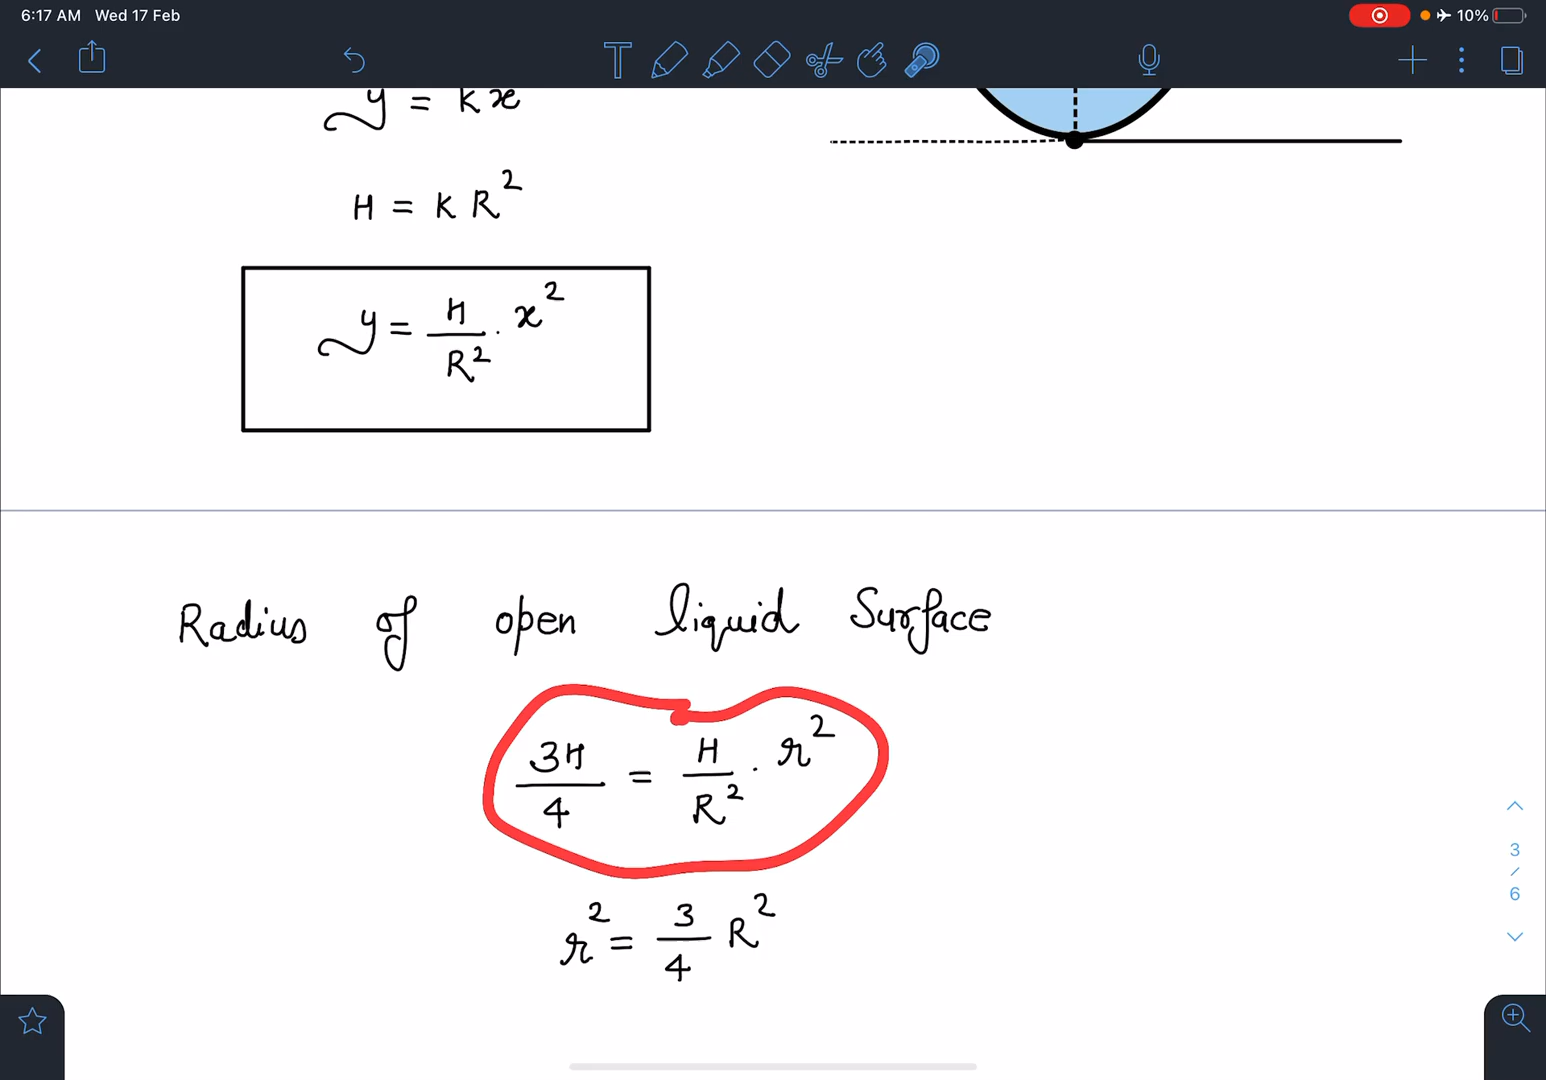 6:17 AM Wed 17 Feb 10%
y = Kx
H = K R²
y = H/R² · x²
Radius of open liquid Surface
3H/4 = H/R² · r²
r² = 3/4 R²
3
/
6